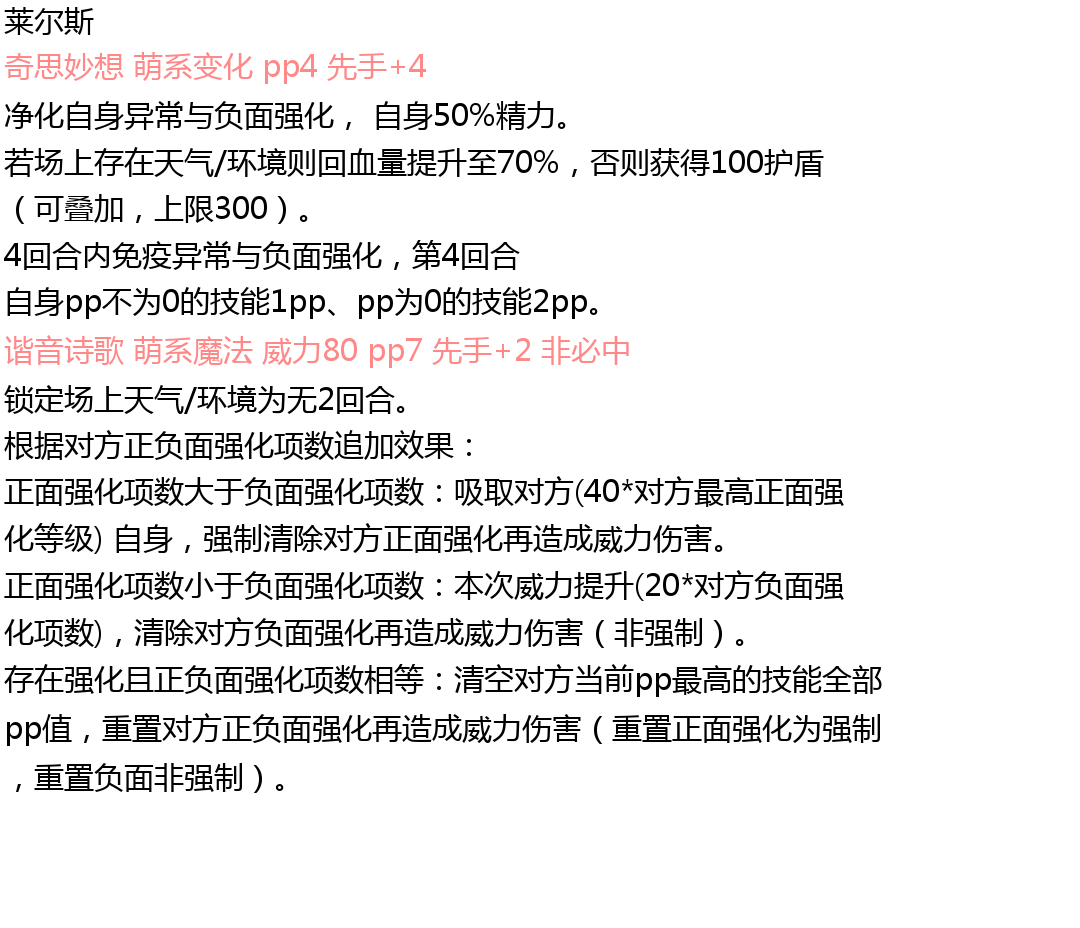 莱尔斯
奇思妙想 萌系变化 pp4 先手+4
净化自身异常与负面强化， 自身50%精力。
若场上存在天气/环境则回血量提升至70%，否则获得100护盾
（可叠加，上限300）。
4回合内免疫异常与负面强化，第4回合
自身pp不为0的技能1pp、pp为0的技能2pp。
谐音诗歌 萌系魔法 威力80 pp7 先手+2 非必中
锁定场上天气/环境为无2回合。
根据对方正负面强化项数追加效果：
正面强化项数大于负面强化项数：吸取对方(40*对方最高正面强
化等级) 自身，强制清除对方正面强化再造成威力伤害。
正面强化项数小于负面强化项数：本次威力提升(20*对方负面强
化项数)，清除对方负面强化再造成威力伤害（非强制）。
存在强化且正负面强化项数相等：清空对方当前pp最高的技能全部
pp值，重置对方正负面强化再造成威力伤害（重置正面强化为强制
，重置负面非强制）。